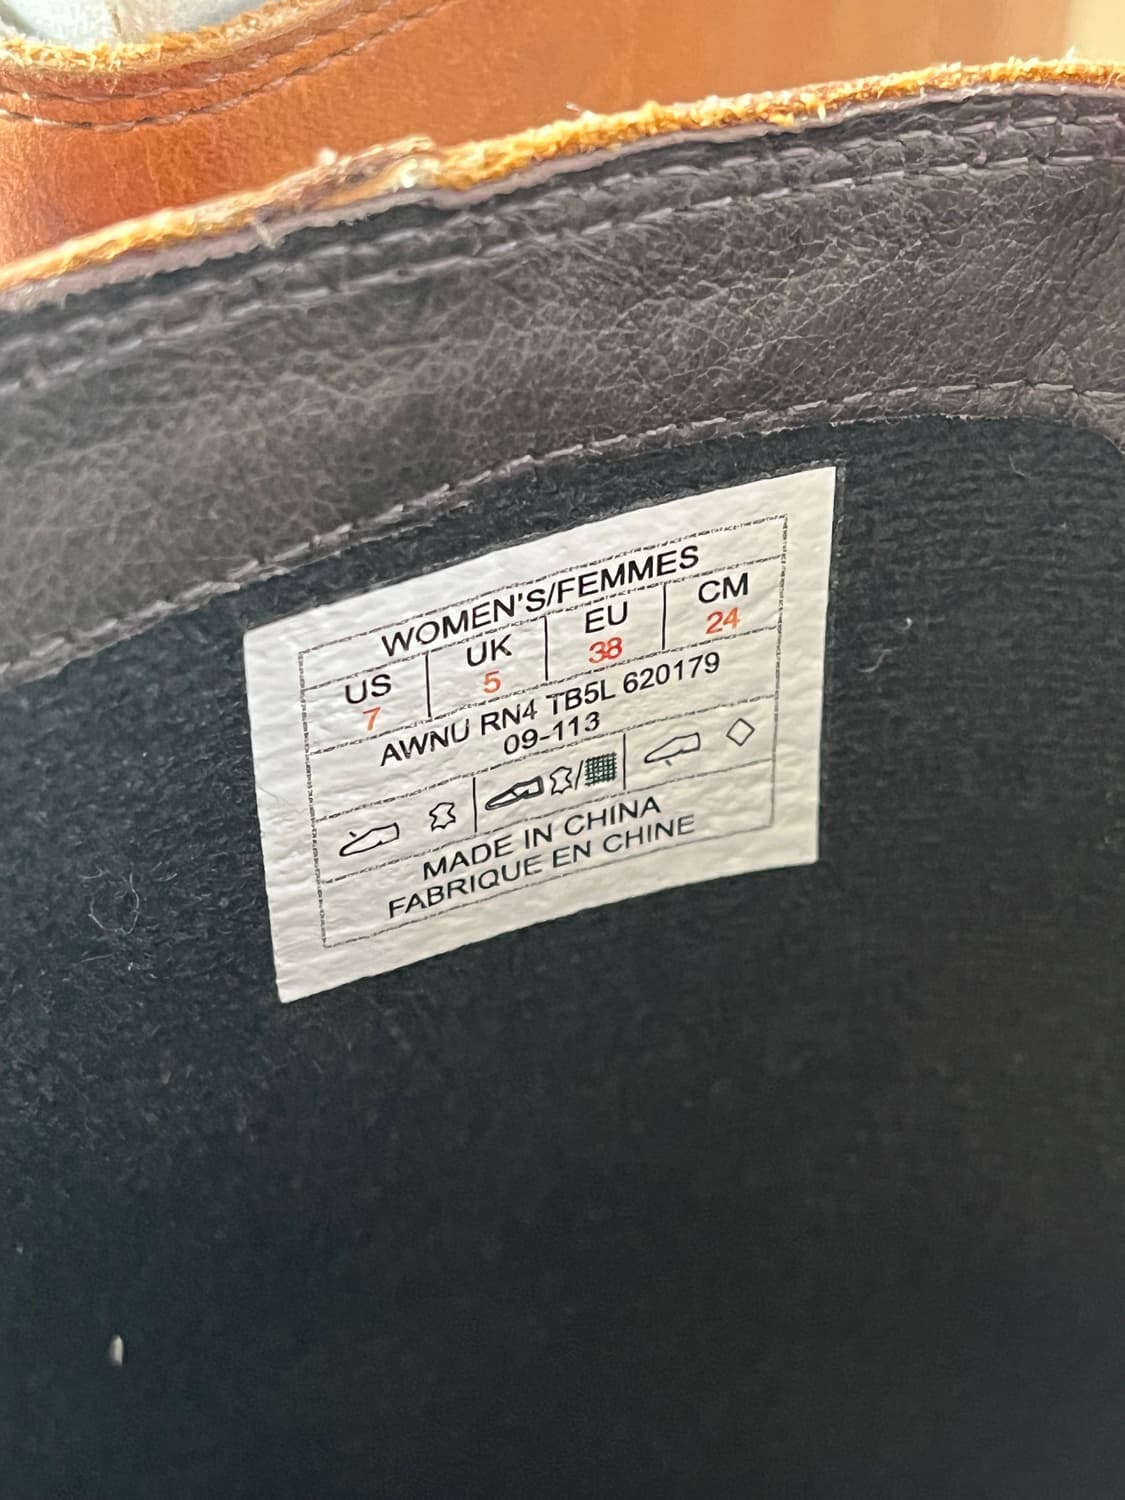 WOMEN'S/FEMMES
US UK EU CM
7 5 38 24
AWNU RN4 TB5L 620179
09-113
MADE IN CHINA
FABRIQUE EN CHINE